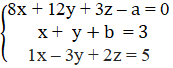 8x + 12y + 3z – a = 0
x + y + b = 3
1x – 3y + 2z = 5